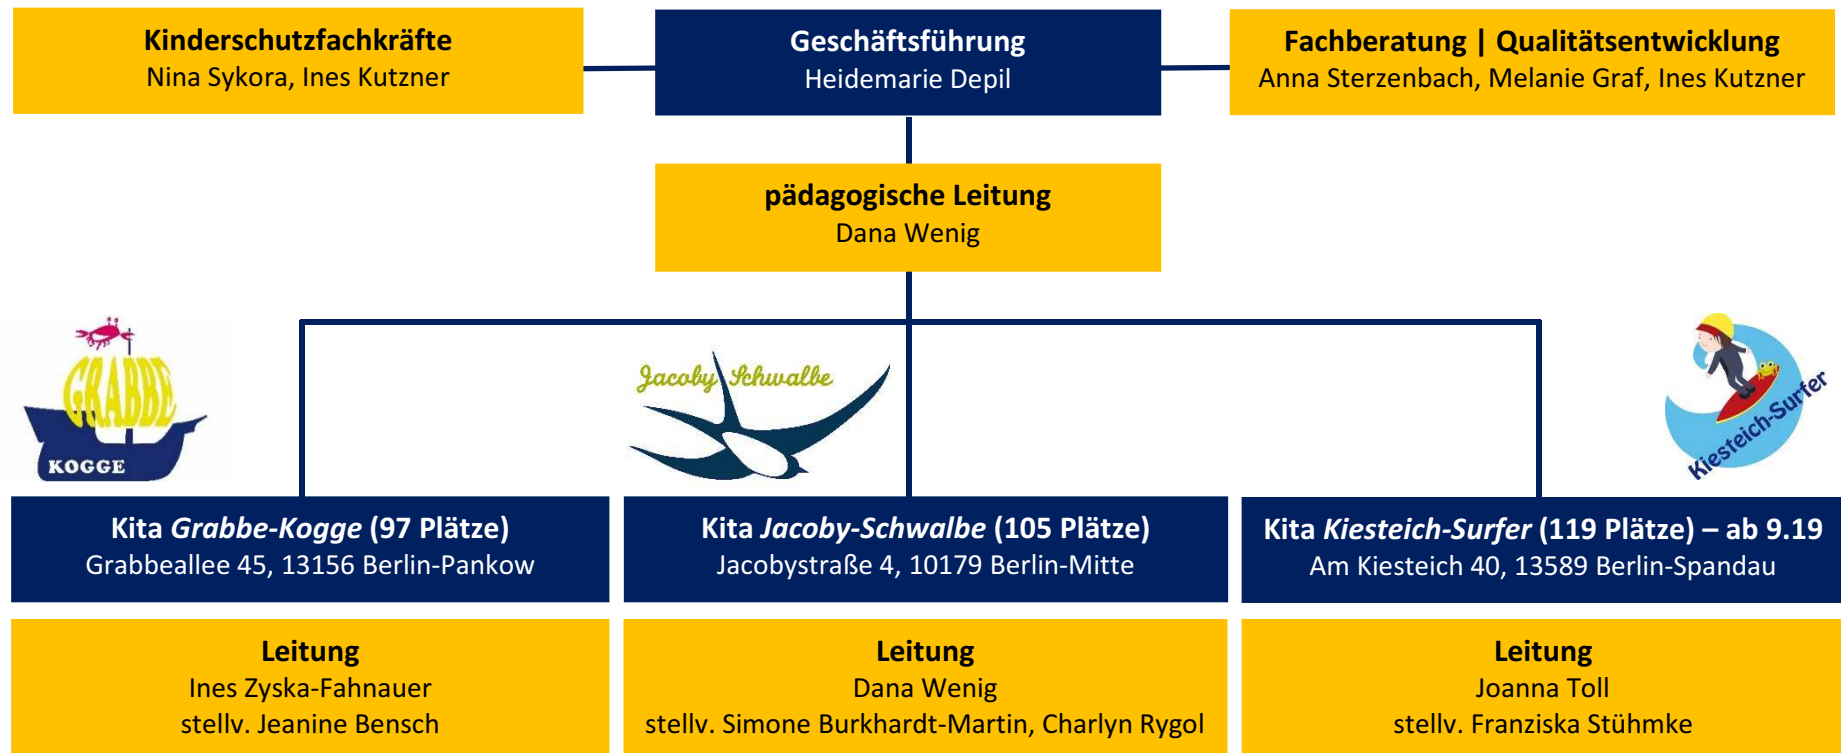 Kinderschutzfachkräfte
Nina Sykora, Ines Kutzner
Geschäftsführung
Heidemarie Depil
Fachberatung | Qualitätsentwicklung
Anna Sterzenbach, Melanie Graf, Ines Kutzner
pädagogische Leitung
Dana Wenig
GRABBE
KOGGE
Jacoby Schwalbe
Kiesteich-Surfer
Kita Grabbe-Kogge (97 Plätze)
Grabbeallee 45, 13156 Berlin-Pankow
Kita Jacoby-Schwalbe (105 Plätze)
Jacobystraße 4, 10179 Berlin-Mitte
Kita Kiesteich-Surfer (119 Plätze) – ab 9.19
Am Kiesteich 40, 13589 Berlin-Spandau
Leitung
Ines Zyska-Fahnauer
stellv. Jeanine Bensch
Leitung
Dana Wenig
stellv. Simone Burkhardt-Martin, Charlyn Rygol
Leitung
Joanna Toll
stellv. Franziska Stühmke